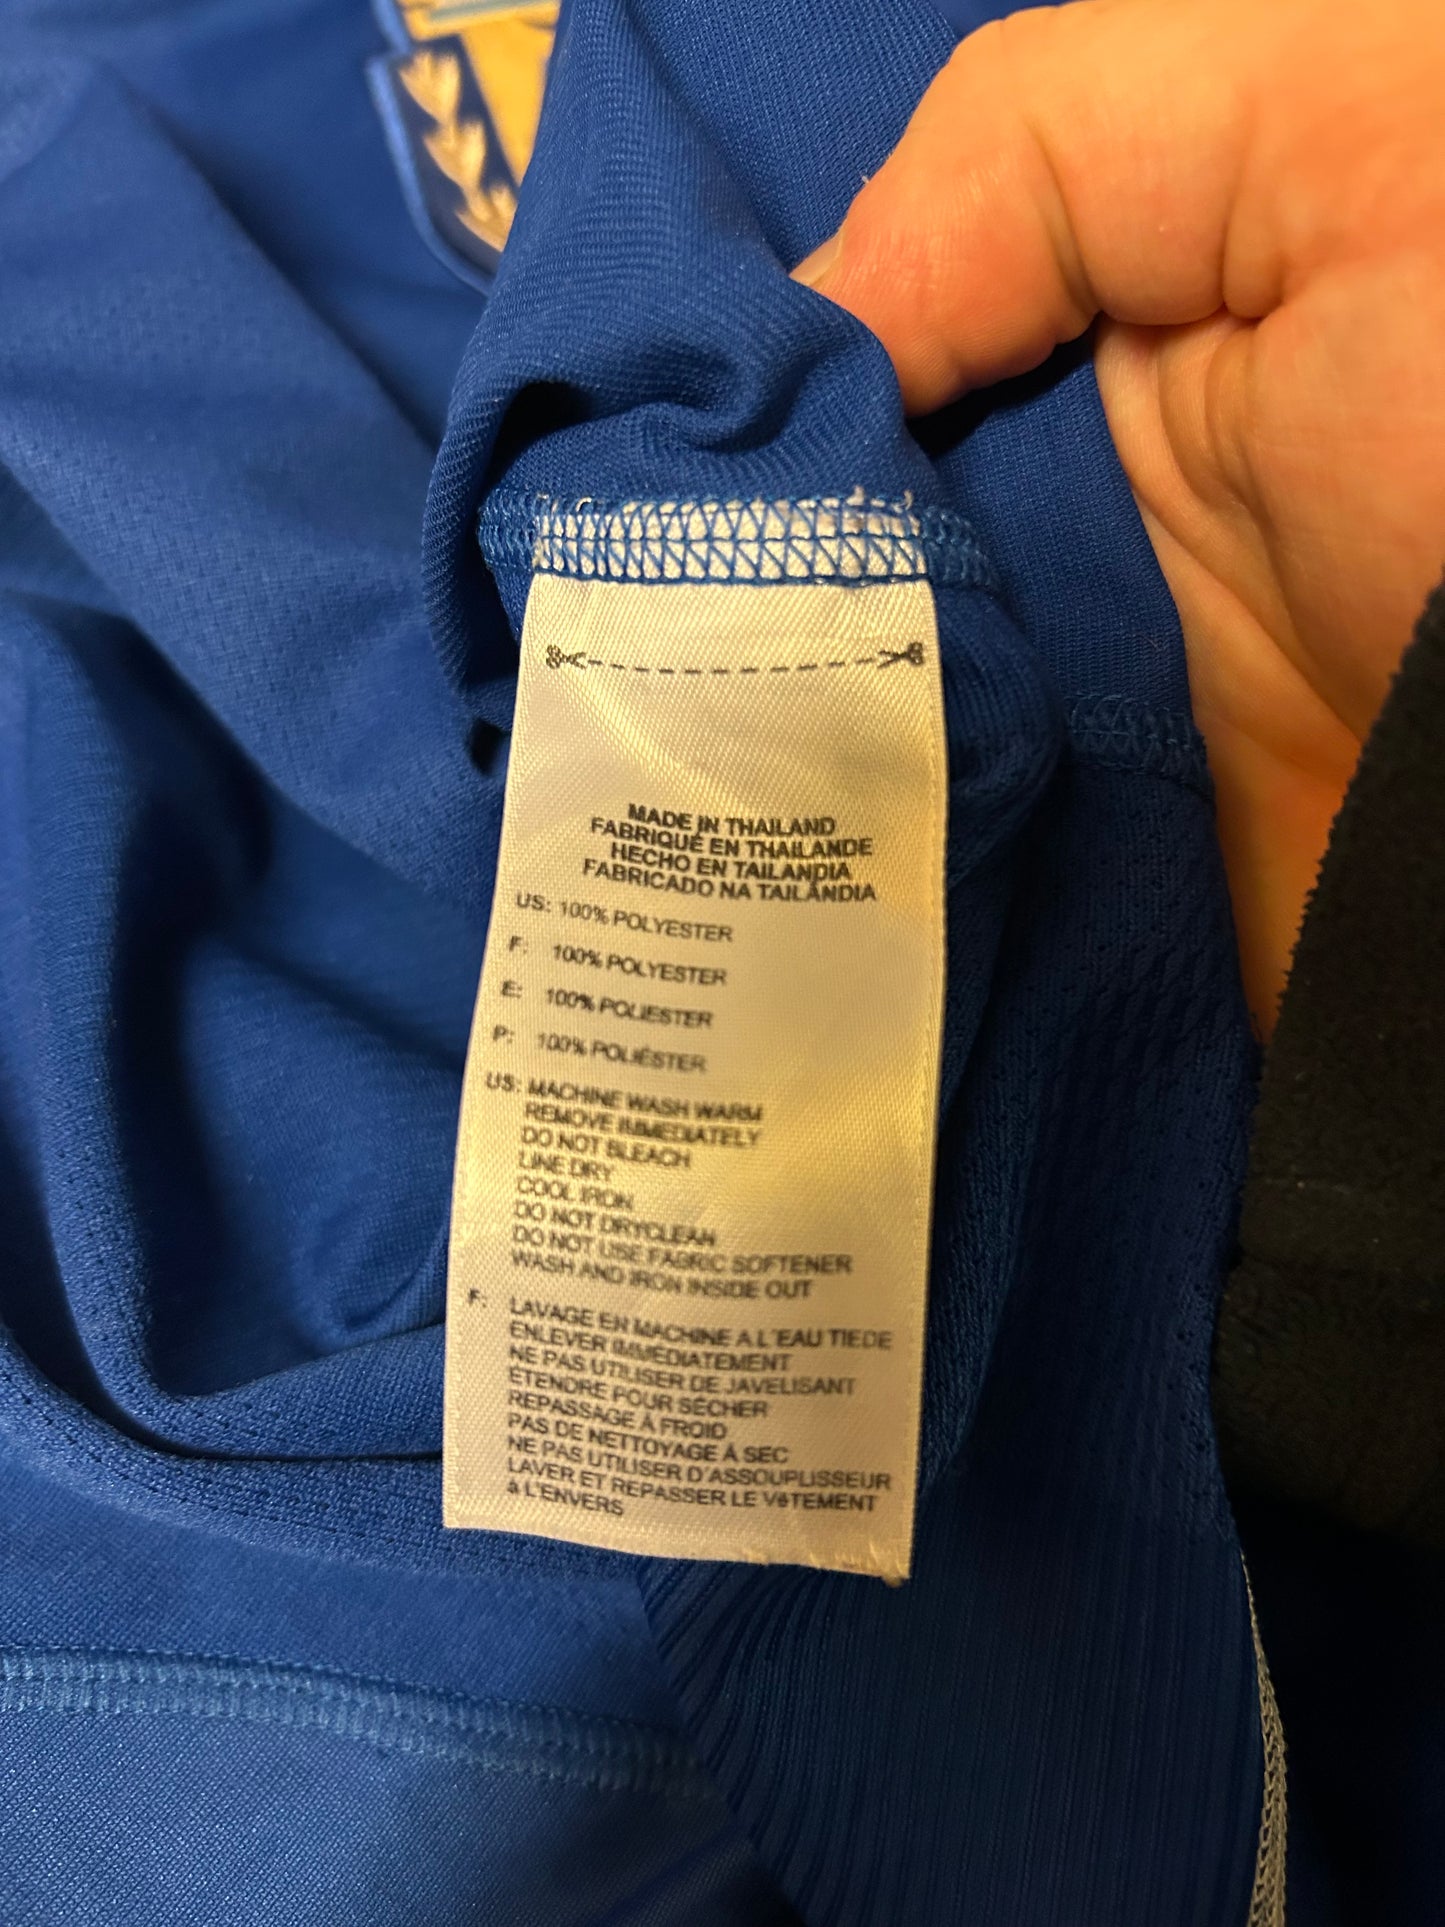 MADE IN THAILAND
FABRIQUÉ EN THAILANDE
HECHO EN TAILANDIA
FABRICADO NA TAILÂNDIA
US: 100% POLYESTER
F: 100% POLYESTER
E: 100% POLIESTER
P: 100% POLIÉSTER
US: MACHINE WASH WARM
REMOVE IMMEDIATELY
DO NOT BLEACH
LINE DRY
COOL IRON
DO NOT DRYCLEAN
DO NOT USE FABRIC SOFTENER
WASH AND IRON INSIDE OUT
F: LAVAGE EN MACHINE A L'EAU TIEDE
ENLEVER IMMÉDIATEMENT
NE PAS UTILISER DE JAVELISANT
ÉTENDRE POUR SÉCHER
REPASSAGE À FROID
PAS DE NETTOYAGE À SEC
NE PAS UTILISER D'ASSOUPLISSEUR
LAVER ET REPASSER LE VêTEMENT
à L'ENVERS